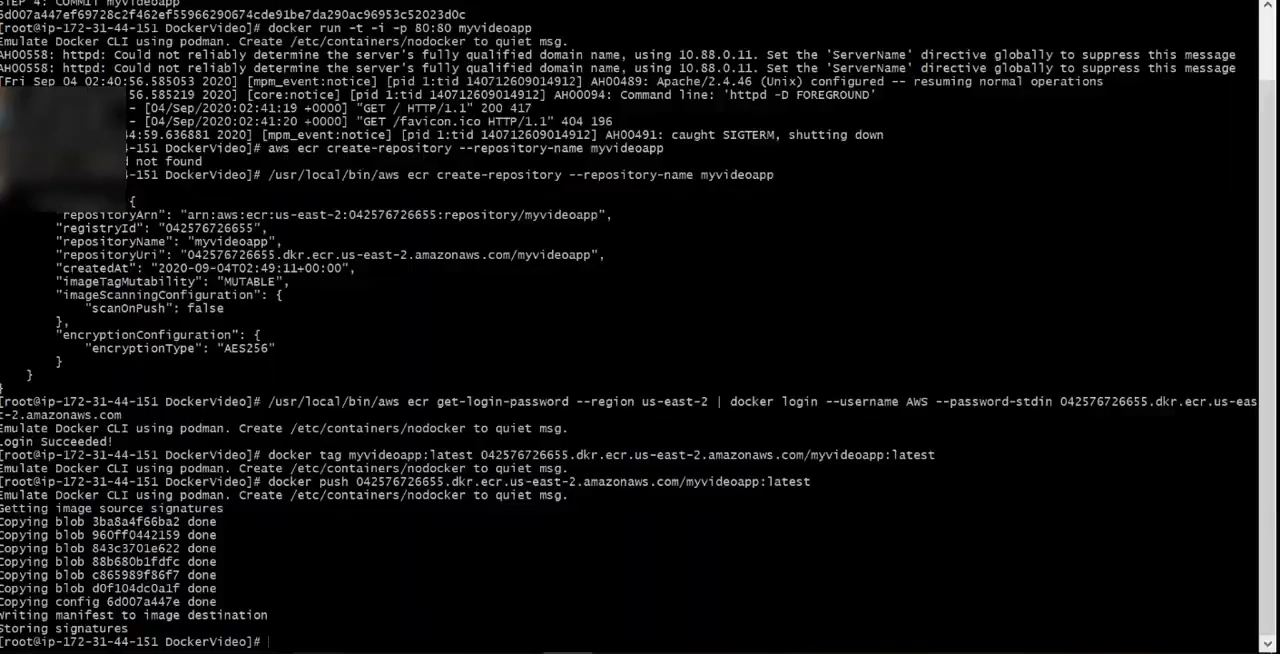 STEP 4: COMMIT myvideoapp
6d007a447ef69728c2f462ef55966290674cde91be7da290ac96953c52023d0c
[root@ip-172-31-44-151 DockerVideo]# docker run -t -i -p 80:80 myvideoapp
Emulate Docker CLI using podman. Create /etc/containers/nodocker to quiet msg.
AH00558: httpd: Could not reliably determine the server's fully qualified domain name, using 10.88.0.11. Set the 'ServerName' directive globally to suppress this message
AH00558: httpd: Could not reliably determine the server's fully qualified domain name, using 10.88.0.11. Set the 'ServerName' directive globally to suppress this message
[Fri Sep 04 02:40:56.585053 2020] [mpm_event:notice] [pid 1:tid 140712609014912] AH00489: Apache/2.4.46 (Unix) configured -- resuming normal operations
56.585219 2020] [core:notice] [pid 1:tid 140712609014912] AH00094: Command line: 'httpd -D FOREGROUND'
- [04/Sep/2020:02:41:19 +0000] "GET / HTTP/1.1" 200 417
- [04/Sep/2020:02:41:20 +0000] "GET /favicon.ico HTTP/1.1" 404 196
44:59.636881 2020] [mpm_event:notice] [pid 1:tid 140712609014912] AH00491: caught SIGTERM, shutting down
4-151 DockerVideo]# aws ecr create-repository --repository-name myvideoapp
d not found
4-151 DockerVideo]# /usr/local/bin/aws ecr create-repository --repository-name myvideoapp
{
"repositoryArn": "arn:aws:ecr:us-east-2:042576726655:repository/myvideoapp",
"registryId": "042576726655",
"repositoryName": "myvideoapp",
"repositoryUri": "042576726655.dkr.ecr.us-east-2.amazonaws.com/myvideoapp",
"createdAt": "2020-09-04T02:49:11+00:00",
"imageTagMutability": "MUTABLE",
"imageScanningConfiguration": {
"scanOnPush": false
},
"encryptionConfiguration": {
"encryptionType": "AES256"
}
}
}
[root@ip-172-31-44-151 DockerVideo]# /usr/local/bin/aws ecr get-login-password --region us-east-2 | docker login --username AWS --password-stdin 042576726655.dkr.ecr.us-eas
t-2.amazonaws.com
Emulate Docker CLI using podman. Create /etc/containers/nodocker to quiet msg.
Login Succeeded!
[root@ip-172-31-44-151 DockerVideo]# docker tag myvideoapp:latest 042576726655.dkr.ecr.us-east-2.amazonaws.com/myvideoapp:latest
Emulate Docker CLI using podman. Create /etc/containers/nodocker to quiet msg.
[root@ip-172-31-44-151 DockerVideo]# docker push 042576726655.dkr.ecr.us-east-2.amazonaws.com/myvideoapp:latest
Emulate Docker CLI using podman. Create /etc/containers/nodocker to quiet msg.
Getting image source signatures
Copying blob 3ba8a4f66ba2 done
Copying blob 960ff0442159 done
Copying blob 843c3701e622 done
Copying blob 88b680b1fdfc done
Copying blob c865989f86f7 done
Copying blob d0f104dc0a1f done
Copying config 6d007a447e done
Writing manifest to image destination
Storing signatures
[root@ip-172-31-44-151 DockerVideo]#